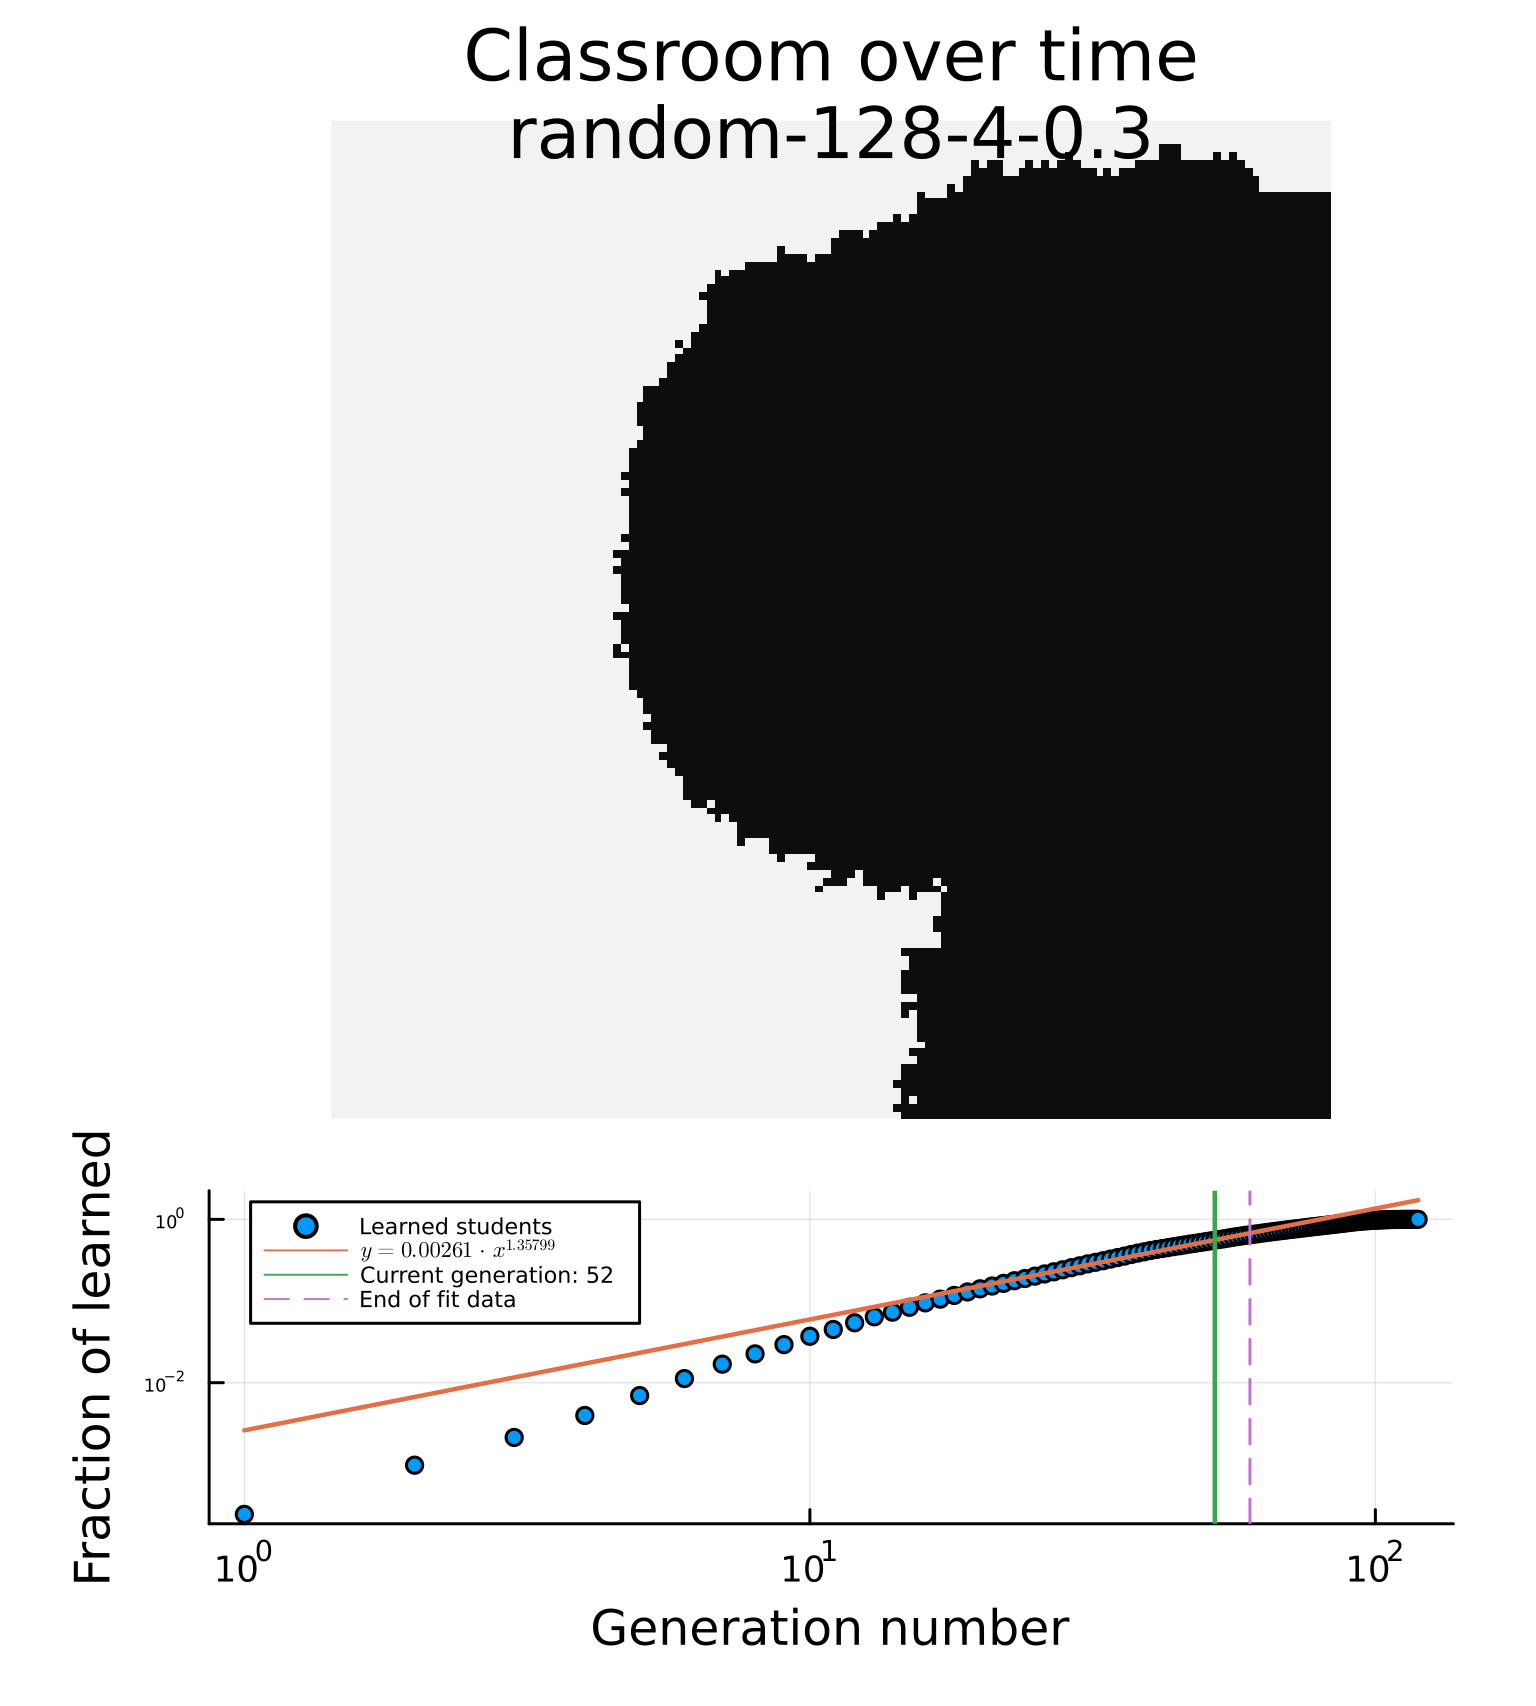 Classroom over time
random-128-4-0.3
Fraction of learned
10^0
10^-2
Learned students
y = 0.00261 · x^1.35799
Current generation: 52
End of fit data
10^0 10^1 10^2
Generation number